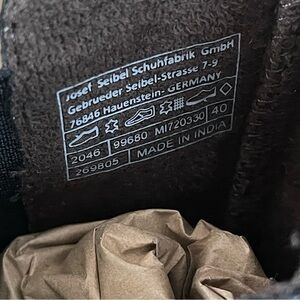 Josef Seibel Schuhfabrik GmbH
Gebrueder Seibel-Strasse 7-9
76846 Hauenstein- GERMANY
2046 99680 MI720330 40
269805 MADE IN INDIA